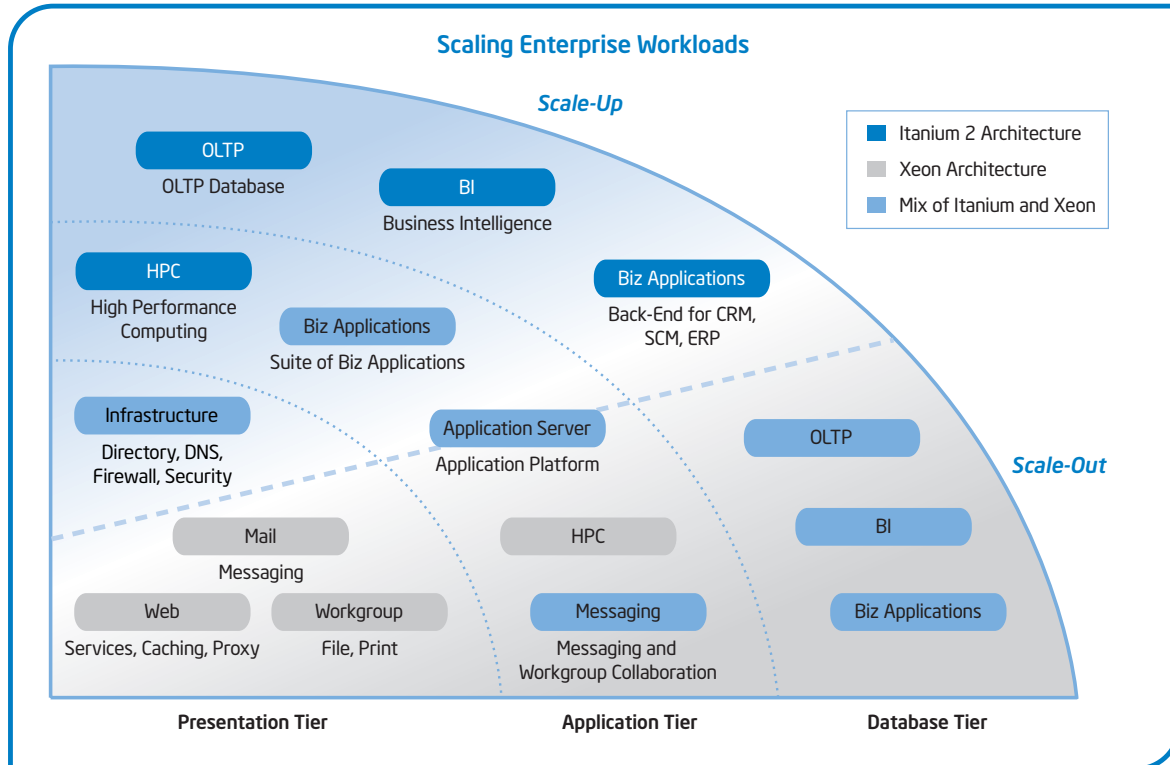 Scaling Enterprise Workloads
Scale-Up
Itanium 2 Architecture
Xeon Architecture
Mix of Itanium and Xeon
OLTP
OLTP Database
BI
Business Intelligence
HPC
High Performance
Computing
Biz Applications
Suite of Biz Applications
Biz Applications
Back-End for CRM,
SCM, ERP
Infrastructure
Directory, DNS,
Firewall, Security
Application Server
Application Platform
OLTP
Scale-Out
Mail
Messaging
HPC
BI
Web
Services, Caching, Proxy
Workgroup
File, Print
Messaging
Messaging and
Workgroup Collaboration
Biz Applications
Presentation Tier
Application Tier
Database Tier